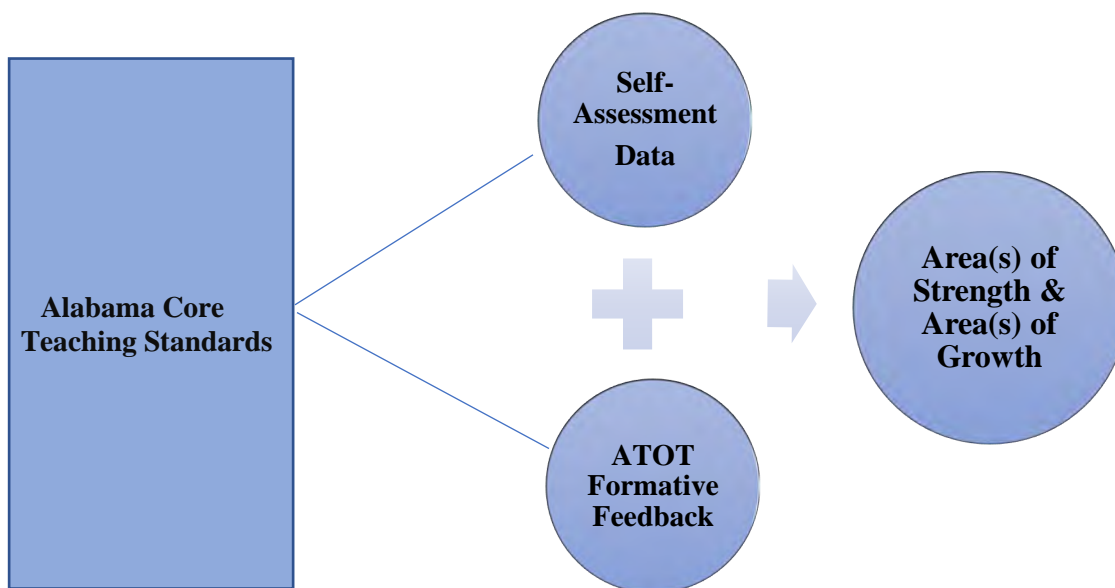 Alabama Core
Teaching Standards
Self-
Assessment
Data
ATOT
Formative
Feedback
Area(s) of
Strength &
Area(s) of
Growth